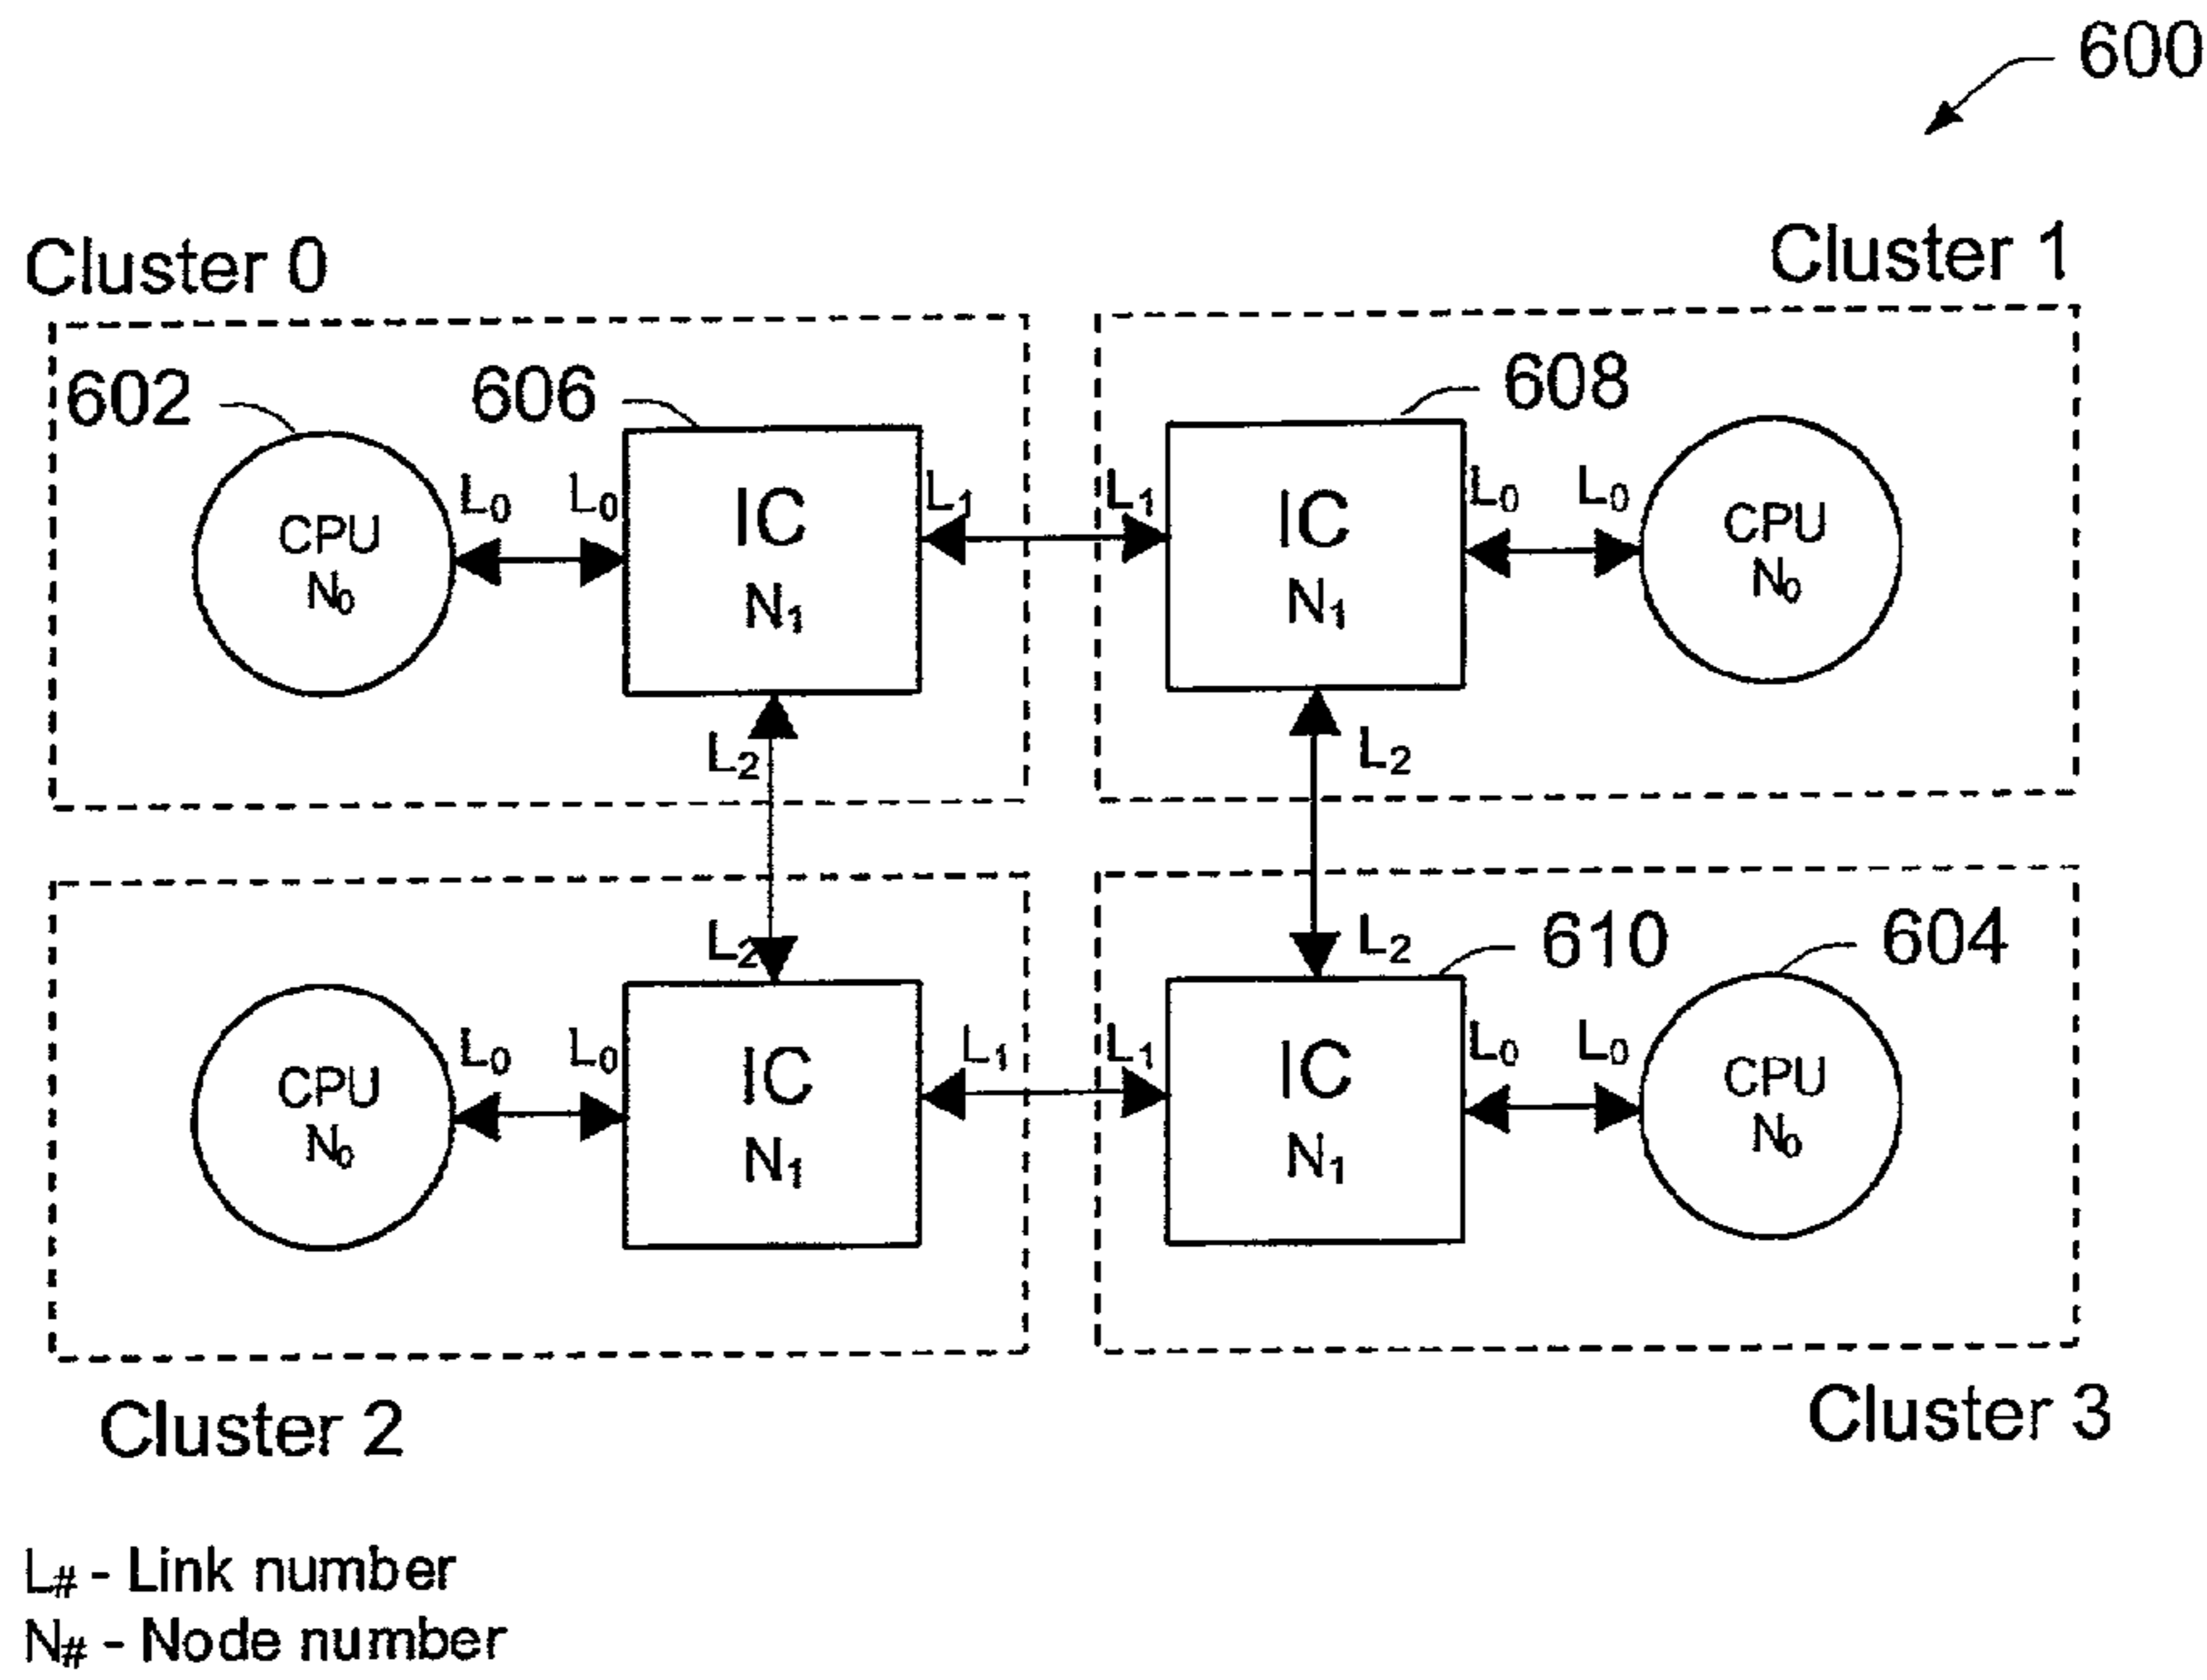 600
Cluster 0
Cluster 1
602
606
608
CPU
N0
L0
L0
IC
N1
L1
L1
IC
N1
L0
L0
CPU
N0
L2
L2
L2
L2
610
604
CPU
N0
L0
L0
IC
N1
L1
L1
IC
N1
L0
L0
CPU
N0
Cluster 2
Cluster 3
L# - Link number
N# - Node number